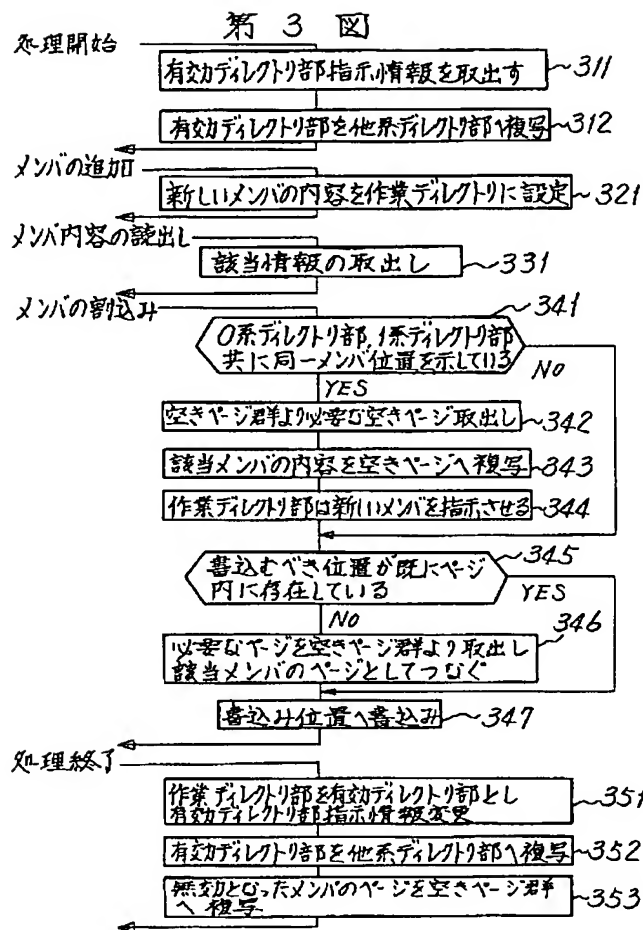 第 3 図
処理開始
有効ディレクトリ部指示情報を取出す
311
有効ディレクトリ部を他系ディレクトリ部へ複写
312
メンバの追加
新しいメンバの内容を作業ディレクトリに設定
321
メンバ内容の読出し
該当情報の取出し
331
メンバの割込み
341
0系ディレクトリ部,1系ディレクトリ部
共に同一メンバ位置を示している
NO
YES
空きページ群より必要な空きページ取出し
342
該当メンバの内容を空きページへ複写
343
作業ディレクトリ部は新しいメンバを指示させる
344
345
書込むべき位置が既にページ
内に存在している
YES
NO
346
必要なページを空きページ群より取出し
該当メンバのページとしてつなぐ
書込み位置へ書込み
347
処理終了
作業ディレクトリ部を有効ディレクトリ部とし
有効ディレクトリ部指示情報変更
351
有効ディレクトリ部を他系ディレクトリ部へ複写
352
無効となったメンバのページを空きページ群
へ複写
353